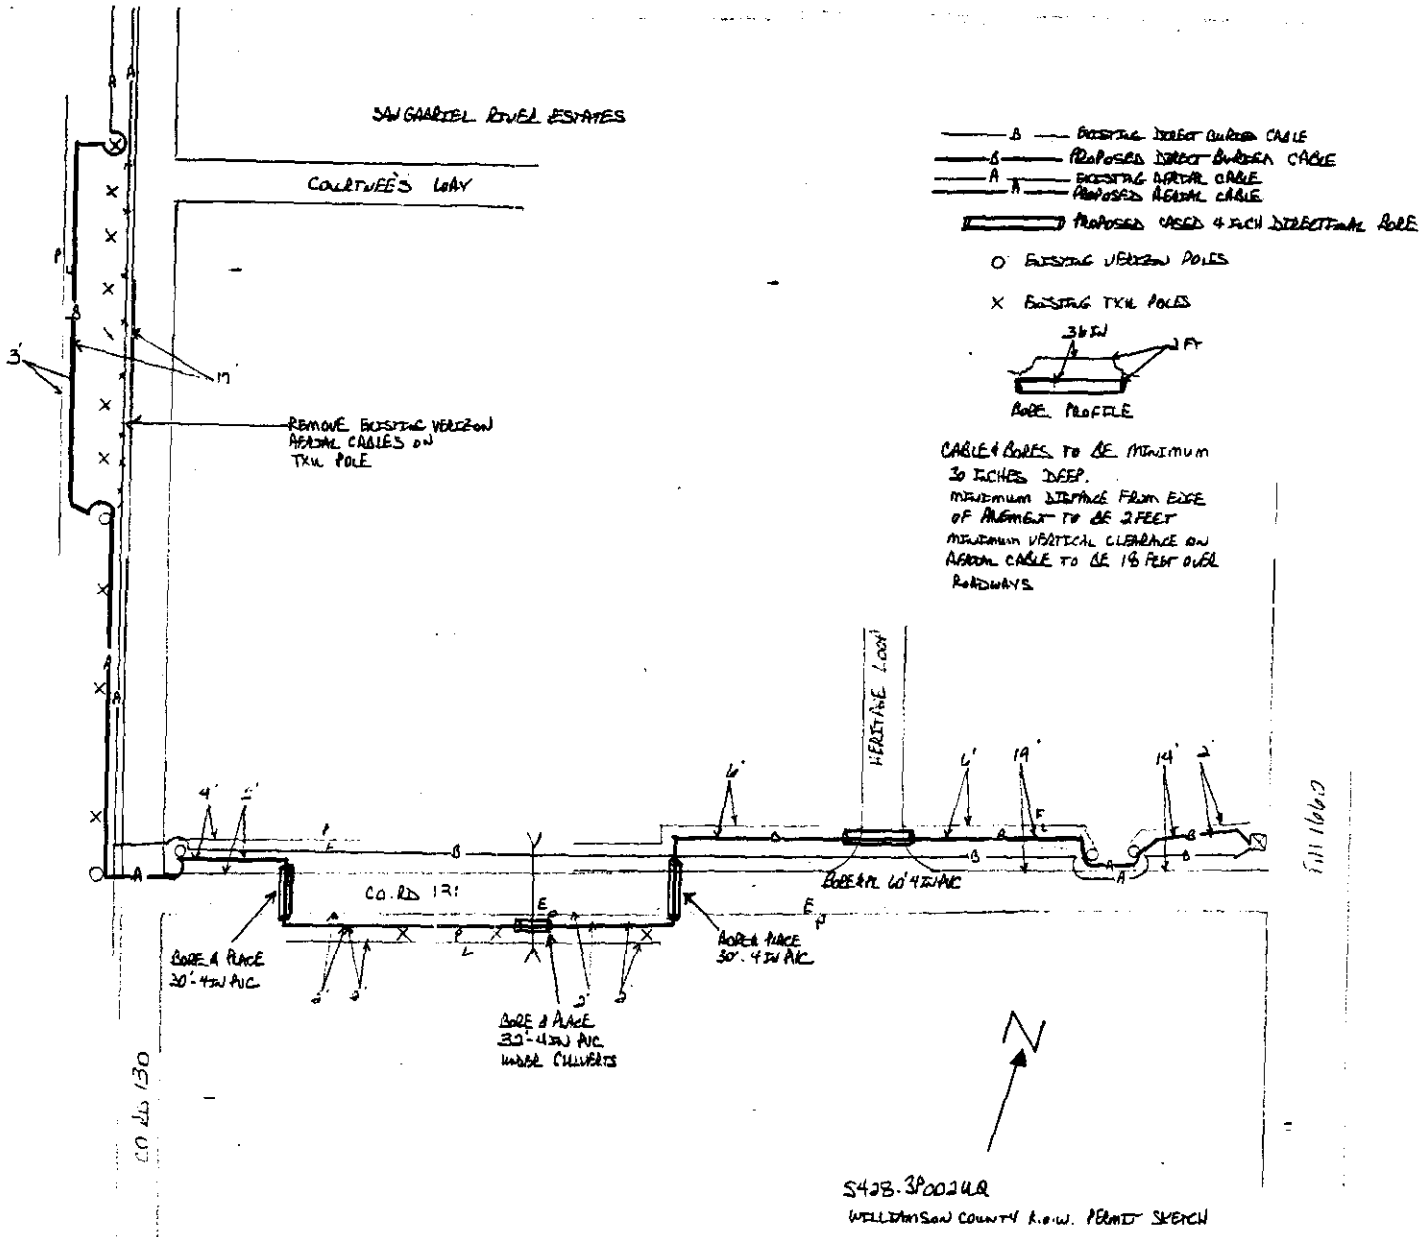 SAN GABRIEL RIVER ESTATES
COURTNEE'S WAY
B EXISTING DIRECT BURIED CABLE
B PROPOSED DIRECT BURIED CABLE
A EXISTING AERIAL CABLE
A PROPOSED AERIAL CABLE
PROPOSED CASED 4 INCH DIRECTIONAL BORE
EXISTING VERIZON POLES
X EXISTING TXU POLES
36 IN
2 FT
BORE PROFILE
CABLE & BORES TO BE MINIMUM
30 INCHES DEEP.
MINIMUM DISTANCE FROM EDGE
OF PAVEMENT TO BE 2 FEET
MINIMUM VERTICAL CLEARANCE ON
AERIAL CABLE TO BE 18 FEET OVER
ROADWAYS
A A
P
L
B
3'
17'
REMOVE EXISTING VERIZON
AERIAL CABLES ON
TXU POLE
A
A
HERITAGE LOOP
4'
6'
6'
19'
14'
2'
P
L
B
B
B
B
B
B
A
A
CO. RD 131
E
P
BORE & PL 60' 4 IN PVC
E
P
FM 1660
BORE & PLACE
30'-4 IN PVC
P
L
BORE & PLACE
30'-4 IN PVC
2'
2'
2'
2'
BORE & PLACE
32'-4 IN PVC
UNDER CULVERTS
CO RD 130
N
5428-3P002UQ
WILLIAMSON COUNTY R.O.W. PERMIT SKETCH